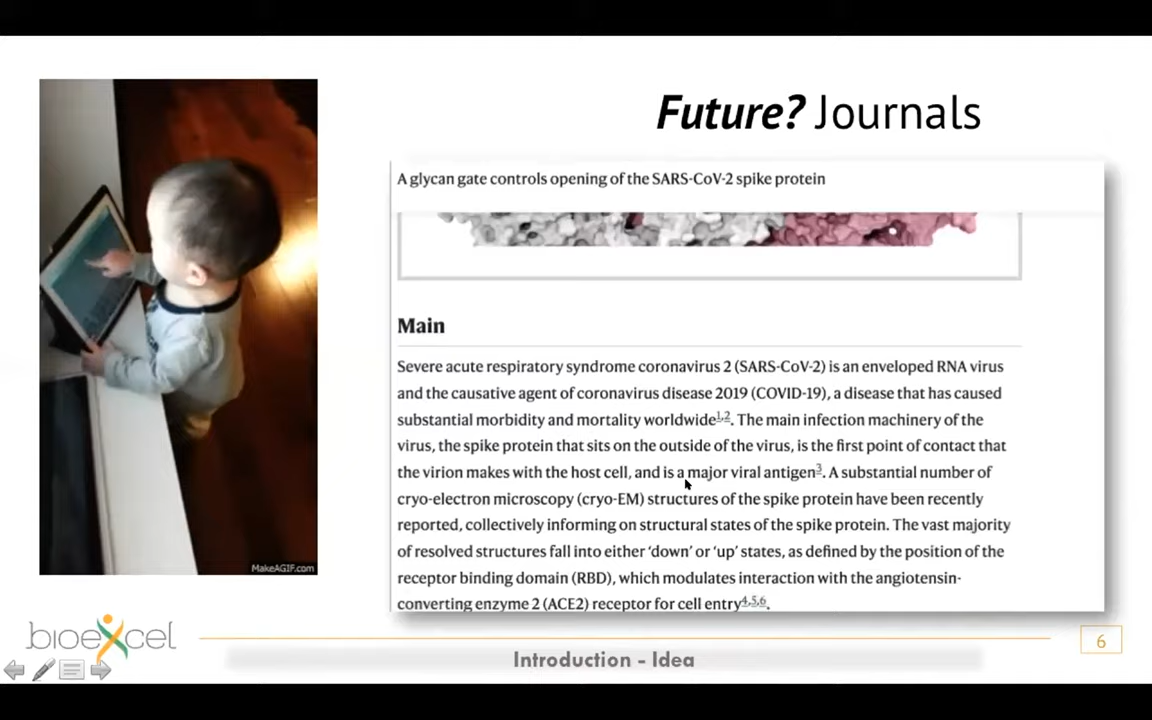 Future? Journals
A glycan gate controls opening of the SARS-CoV-2 spike protein
Main
Severe acute respiratory syndrome coronavirus 2 (SARS-CoV-2) is an enveloped RNA virus
and the causative agent of coronavirus disease 2019 (COVID-19), a disease that has caused
substantial morbidity and mortality worldwide1,2. The main infection machinery of the
virus, the spike protein that sits on the outside of the virus, is the first point of contact that
the virion makes with the host cell, and is a major viral antigen3. A substantial number of
cryo-electron microscopy (cryo-EM) structures of the spike protein have been recently
reported, collectively informing on structural states of the spike protein. The vast majority
of resolved structures fall into either ‘down’ or ‘up’ states, as defined by the position of the
receptor binding domain (RBD), which modulates interaction with the angiotensin-
converting enzyme 2 (ACE2) receptor for cell entry4,5,6.
MakeAGIF.com
bioexcel
6
Introduction - Idea